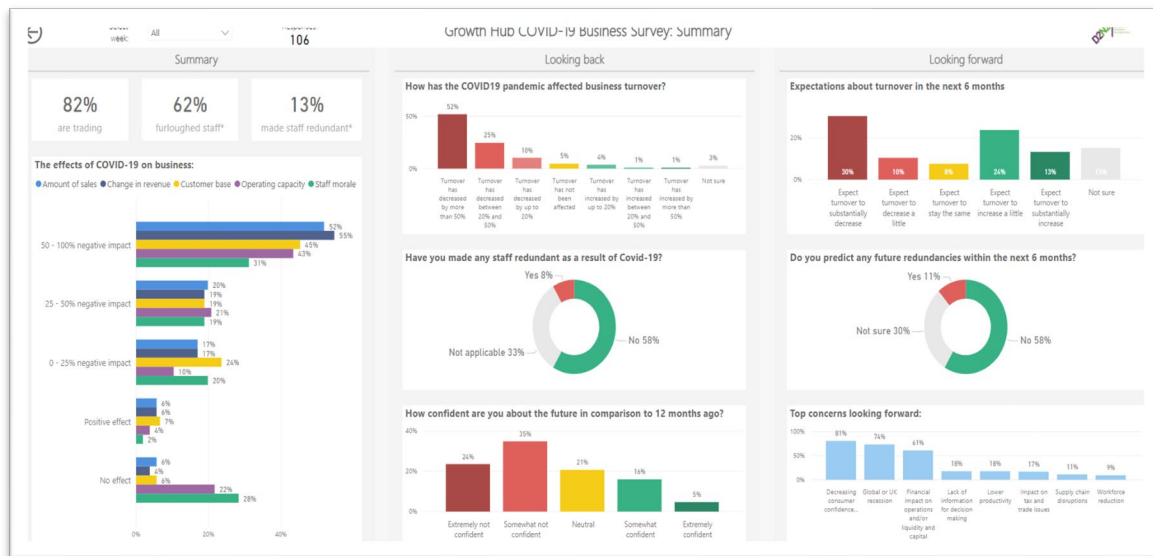 week:
All
106
Growth Hub COVID-19 Business Survey: Summary
Summary
82%
are trading
62%
furloughed staff*
13%
made staff redundant*
The effects of COVID-19 on business:
Amount of sales
Change in revenue
Customer base
Operating capacity
Staff morale
50 - 100% negative impact
52%
55%
45%
43%
31%
25 - 50% negative impact
20%
19%
19%
21%
19%
0 - 25% negative impact
17%
17%
24%
10%
20%
Positive effect
6%
6%
7%
4%
2%
No effect
6%
4%
6%
22%
28%
0%
20%
40%
Looking back
How has the COVID19 pandemic affected business turnover?
50%
0%
52%
25%
10%
5%
4%
1%
1%
3%
Turnover
has
decreased
by more
than 50%
Turnover
has
decreased
between
20% and
50%
Turnover
has
decreased
by up to
20%
Turnover
has not
been
affected
Turnover
has
increased by
up to 20%
Turnover
has
increased
between
20% and
50%
Turnover
has
increased by
more than
50%
Not sure
Have you made any staff redundant as a result of Covid-19?
Yes 8%
Not applicable 33%
No 58%
How confident are you about the future in comparison to 12 months ago?
40%
20%
0%
24%
35%
21%
16%
5%
Extremely not
confident
Somewhat not
confident
Neutral
Somewhat
confident
Extremely
confident
Looking forward
Expectations about turnover in the next 6 months
20%
0%
30%
10%
8%
24%
13%
Expect
turnover to
substantially
decrease
Expect
turnover to
decrease a
little
Expect
turnover to
stay the same
Expect
turnover to
increase a little
Expect
turnover to
substantially
increase
Not sure
Do you predict any future redundancies within the next 6 months?
Yes 11%
Not sure 30%
No 58%
Top concerns looking forward:
100%
50%
0%
81%
74%
61%
18%
18%
17%
11%
9%
Decreasing
consumer
confidence...
Global or UK
recession
Financial
impact on
operations
and/or
liquidity and
capital
Lack of
information
for decision
making
Lower
productivity
Impact on
tax and
trade issues
Supply chain
disruptions
Workforce
reduction